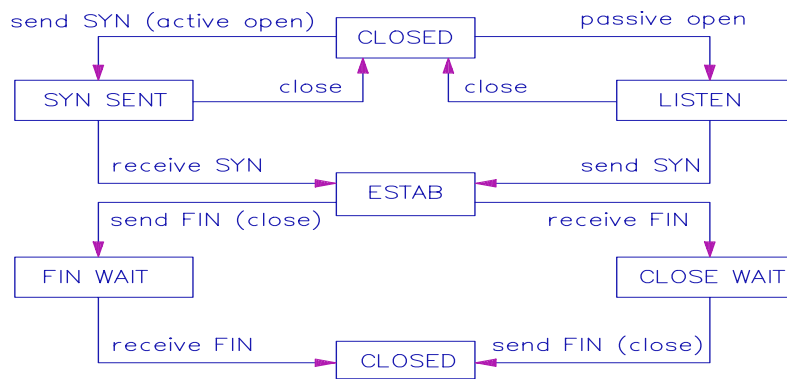 send SYN (active open)
CLOSED
passive open
SYN SENT
close
close
LISTEN
receive SYN
send SYN
ESTAB
send FIN (close)
receive FIN
FIN WAIT
CLOSE WAIT
receive FIN
CLOSED
send FIN (close)